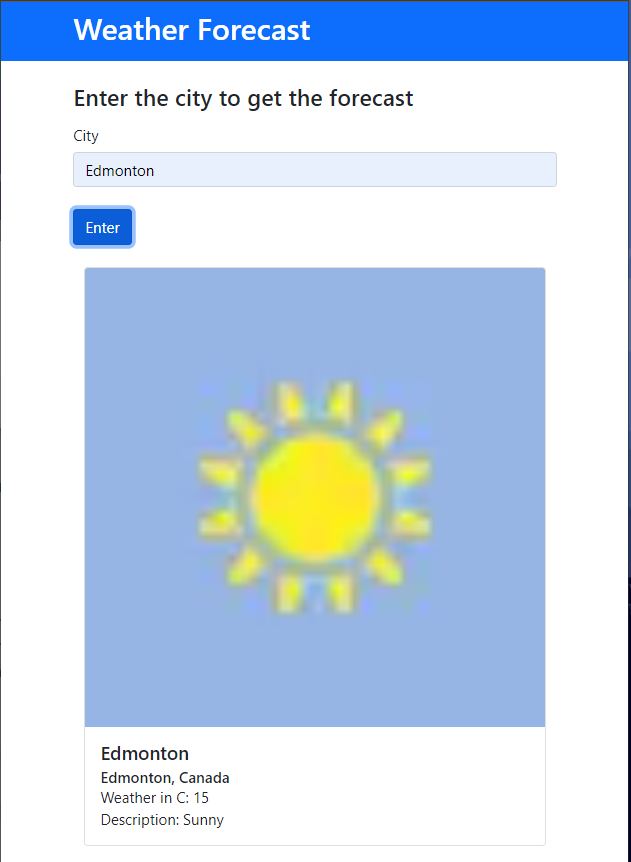 Weather Forecast
Enter the city to get the forecast
City
Edmonton
Enter
Edmonton
Edmonton, Canada
Weather in C: 15
Description: Sunny